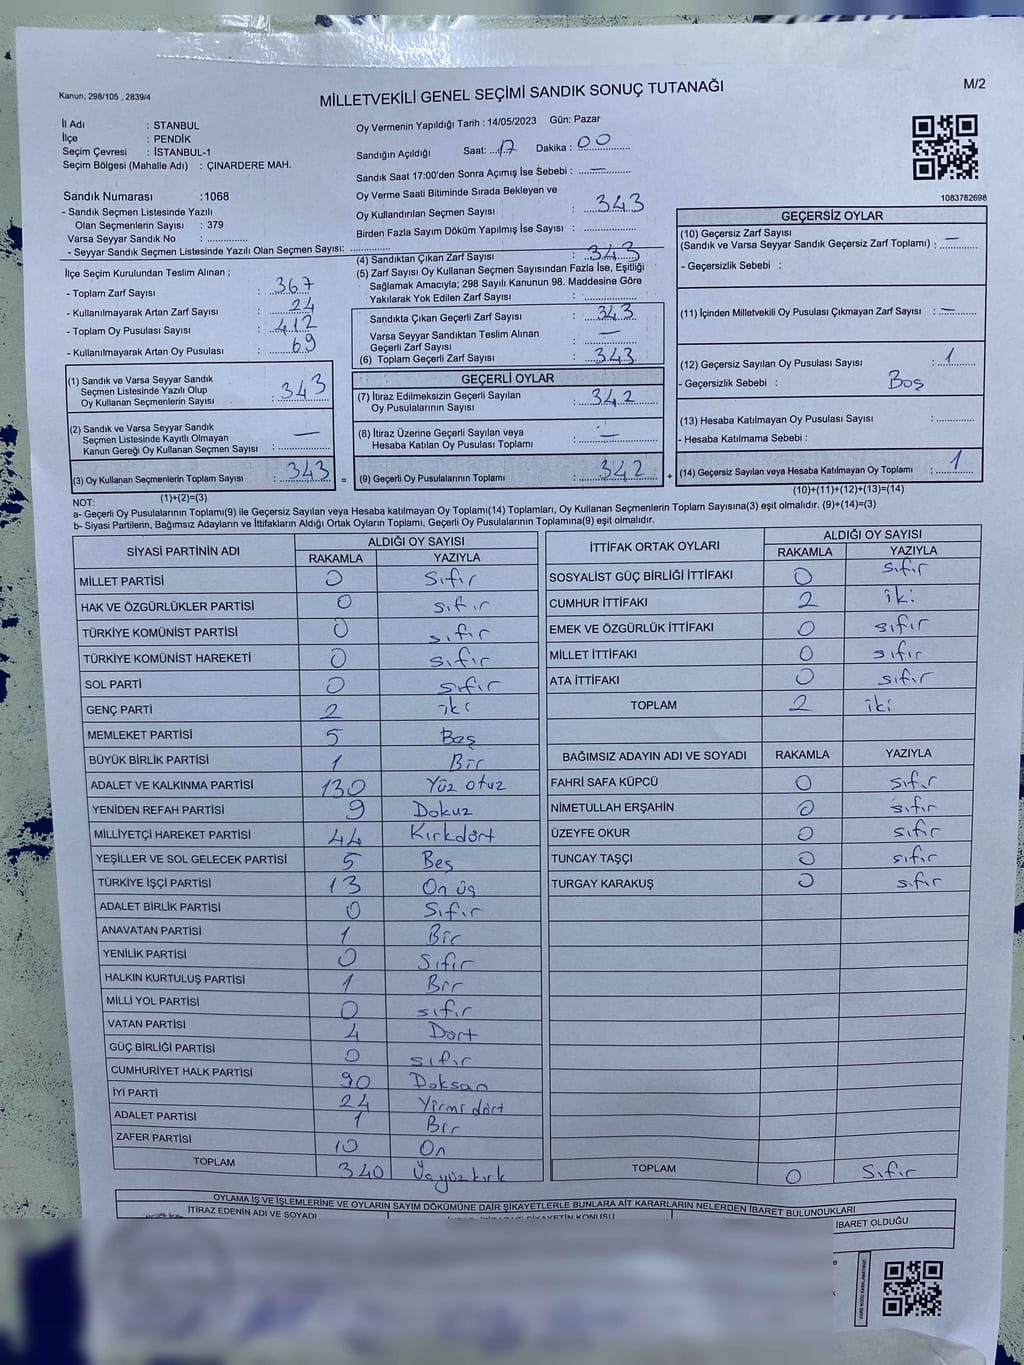 Kanun; 298/105 , 2839/4
MİLLETVEKİLİ GENEL SEÇİMİ SANDIK SONUÇ TUTANAĞI
M/2
İl Adı : STANBUL
İlçe : PENDİK
Seçim Çevresi : İSTANBUL-1
Seçim Bölgesi (Mahalle Adı) : ÇINARDERE MAH.
Oy Vermenin Yapıldığı Tarih : 14/05/2023 Gün: Pazar
Sandığın Açıldığı Saat: 17 Dakika : 00
Sandık Saat 17:00'den Sonra Açılmış İse Sebebi : —
Sandık Numarası :1068
- Sandık Seçmen Listesinde Yazılı
Olan Seçmenlerin Sayısı : 379
Varsa Seyyar Sandık No : ..............
- Seyyar Sandık Seçmen Listesinde Yazılı Olan Seçmen Sayısı: ..............
Oy Verme Saati Bitiminde Sırada Bekleyen ve
Oy Kullandırılan Seçmen Sayısı : 343
Birden Fazla Sayım Döküm Yapılmış İse Sayısı : ..............
1083782698
İlçe Seçim Kurulundan Teslim Alınan ;
- Toplam Zarf Sayısı : 367
- Kullanılmayarak Artan Zarf Sayısı : 24
- Toplam Oy Pusulası Sayısı : 412
- Kullanılmayarak Artan Oy Pusulası : 69
(4) Sandıktan Çıkan Zarf Sayısı : 343
(5) Zarf Sayısı Oy Kullanan Seçmen Sayısından Fazla İse, Eşitliği
Sağlamak Amacıyla; 298 Sayılı Kanunun 98. Maddesine Göre
Yakılarak Yok Edilen Zarf Sayısı : ..............
Sandıkta Çıkan Geçerli Zarf Sayısı : 343
Varsa Seyyar Sandıktan Teslim Alınan
Geçerli Zarf Sayısı : —
(6) Toplam Geçerli Zarf Sayısı : 343
GEÇERSİZ OYLAR
(10) Geçersiz Zarf Sayısı
(Sandık ve Varsa Seyyar Sandık Geçersiz Zarf Toplamı) : —
- Geçersizlik Sebebi :
(11) İçinden Milletvekili Oy Pusulası Çıkmayan Zarf Sayısı : —
(12) Geçersiz Sayılan Oy Pusulası Sayısı : 1
- Geçersizlik Sebebi : Boş
(13) Hesaba Katılmayan Oy Pusulası Sayısı : ..............
- Hesaba Katılmama Sebebi :
(14) Geçersiz Sayılan veya Hesaba Katılmayan Oy Toplamı : 1
(10)+(11)+(12)+(13)=(14)
(1) Sandık ve Varsa Seyyar Sandık
Seçmen Listesinde Yazılı Olup
Oy Kullanan Seçmenlerin Sayısı : 343
(2) Sandık ve Varsa Seyyar Sandık
Seçmen Listesinde Kayıtlı Olmayan
Kanun Gereği Oy Kullanan Seçmen Sayısı : —
(3) Oy Kullanan Seçmenlerin Toplam Sayısı : 343 =
(1)+(2)=(3)
GEÇERLİ OYLAR
(7) İtiraz Edilmeksizin Geçerli Sayılan
Oy Pusulalarının Sayısı : 342
(8) İtiraz Üzerine Geçerli Sayılan veya
Hesaba Katılan Oy Pusulası Toplamı : —
(9) Geçerli Oy Pusulalarının Toplamı : 342 +
NOT:
a- Geçerli Oy Pusulasının Toplamı(9) ile Geçersiz Sayılan veya Hesaba katılmayan Oy Toplamı(14) Toplamları, Oy Kullanan Seçmenlerin Toplam Sayısına(3) eşit olmalıdır. (9)+(14)=(3)
b- Siyasi Partilerin, Bağımsız Adayların ve İttifakların Aldığı Ortak Oyların Toplamı, Geçerli Oy Pusulalarının Toplamına(9) eşit olmalıdır.
SİYASİ PARTİNİN ADI ALDIĞI OY SAYISI
RAKAMLA YAZIYLA
MİLLET PARTİSİ 0 Sıfır
HAK VE ÖZGÜRLÜKLER PARTİSİ 0 sıfır
TÜRKİYE KOMÜNİST PARTİSİ 0 sıfır
TÜRKİYE KOMÜNİST HAREKETİ 0 sıfır
SOL PARTİ 0 sıfır
GENÇ PARTİ 2 iki
MEMLEKET PARTİSİ 5 Beş
BÜYÜK BİRLİK PARTİSİ 1 Bir
ADALET VE KALKINMA PARTİSİ 130 Yüz otuz
YENİDEN REFAH PARTİSİ 9 Dokuz
MİLLİYETÇİ HAREKET PARTİSİ 44 Kırkdört
YEŞİLLER VE SOL GELECEK PARTİSİ 5 Beş
TÜRKİYE İŞÇİ PARTİSİ 13 On üç
ADALET BİRLİK PARTİSİ 0 Sıfır
ANAVATAN PARTİSİ 1 Bir
YENİLİK PARTİSİ 0 Sıfır
HALKIN KURTULUŞ PARTİSİ 1 Bir
MİLLİ YOL PARTİSİ 0 sıfır
VATAN PARTİSİ 4 Dört
GÜÇ BİRLİĞİ PARTİSİ 0 sıfır
CUMHURİYET HALK PARTİSİ 90 Doksan
İYİ PARTİ 24 Yirmi dört
ADALET PARTİSİ 1 Bir
ZAFER PARTİSİ 10 On
TOPLAM 340 Üçyüzkırk
İTTİFAK ORTAK OYLARI ALDIĞI OY SAYISI
RAKAMLA YAZIYLA
SOSYALİST GÜÇ BİRLİĞİ İTTİFAKI 0 sıfır
CUMHUR İTTİFAKI 2 iki
EMEK VE ÖZGÜRLÜK İTTİFAKI 0 sıfır
MİLLET İTTİFAKI 0 sıfır
ATA İTTİFAKI 0 sıfır
TOPLAM 2 iki
BAĞIMSIZ ADAYIN ADI VE SOYADI RAKAMLA YAZIYLA
FAHRİ SAFA KÜPCÜ 0 sıfır
NİMETULLAH ERŞAHİN 0 sıfır
ÜZEYFE OKUR 0 sıfır
TUNCAY TAŞÇI 0 sıfır
TURGAY KARAKUŞ 0 sıfır
TOPLAM 0 Sıfır
OYLAMA İŞ VE İŞLEMLERİNE VE OYLARIN SAYIM DÖKÜMÜNE DAİR ŞİKAYETLERLE BUNLARA AİT KARARLARIN NELERDEN İBARET BULUNDUKLARI
İTİRAZ EDENİN ADI VE SOYADI
İBARET OLDUĞU